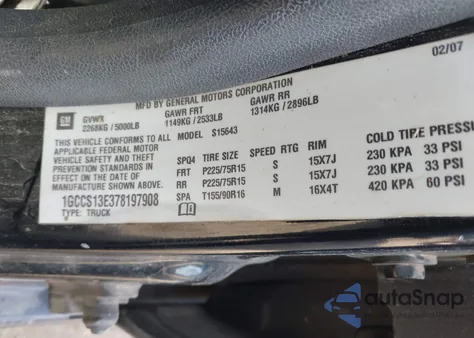 02/07
MFD BY GENERAL MOTORS CORPORATION
GM GVWR GAWR FRT GAWR RR
2268KG / 5000LB 1149KG / 2533LB 1314KG / 2896LB
THIS VEHICLE CONFORMS TO ALL MODEL S15643
APPLICABLE FEDERAL MOTOR
VEHICLE SAFETY AND THEFT
PREVENTION STANDARDS IN
EFFECT ON THE DATE OF
MANUFACTURE SHOWN ABOVE.
1GCCS13E378197908
TYPE: TRUCK
SPQ4 TIRE SIZE SPEED RTG RIM COLD TIRE PRESSU
FRT P225/75R15 S 15X7J 230 KPA 33 PSI
RR P225/75R15 S 15X7J 230 KPA 33 PSI
SPA T155/90R16 M 16X4T 420 KPA 60 PSI
autoSnap